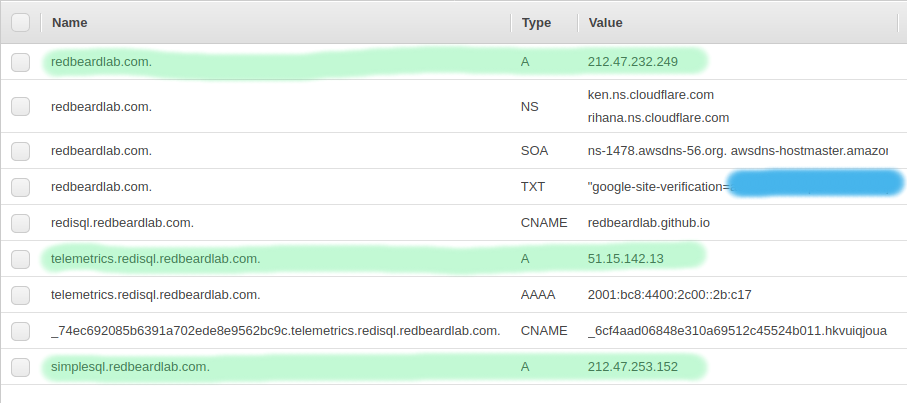 Name Type Value
redbeardlab.com. A 212.47.232.249
redbeardlab.com. NS ken.ns.cloudflare.com
rihana.ns.cloudflare.com
redbeardlab.com. SOA ns-1478.awsdns-56.org. awsdns-hostmaster.amazon
redbeardlab.com. TXT "google-site-verification=
redisql.redbeardlab.com. CNAME redbeardlab.github.io
telemetrics.redisql.redbeardlab.com. A 51.15.142.13
telemetrics.redisql.redbeardlab.com. AAAA 2001:bc8:4400:2c00::2b:c17
_74ec692085b6391a702ede8e9562bc9c.telemetrics.redisql.redbeardlab.com. CNAME _6cf4aad06848e310a69512c45524b011.hkvuiqjoua
simplesql.redbeardlab.com. A 212.47.253.152